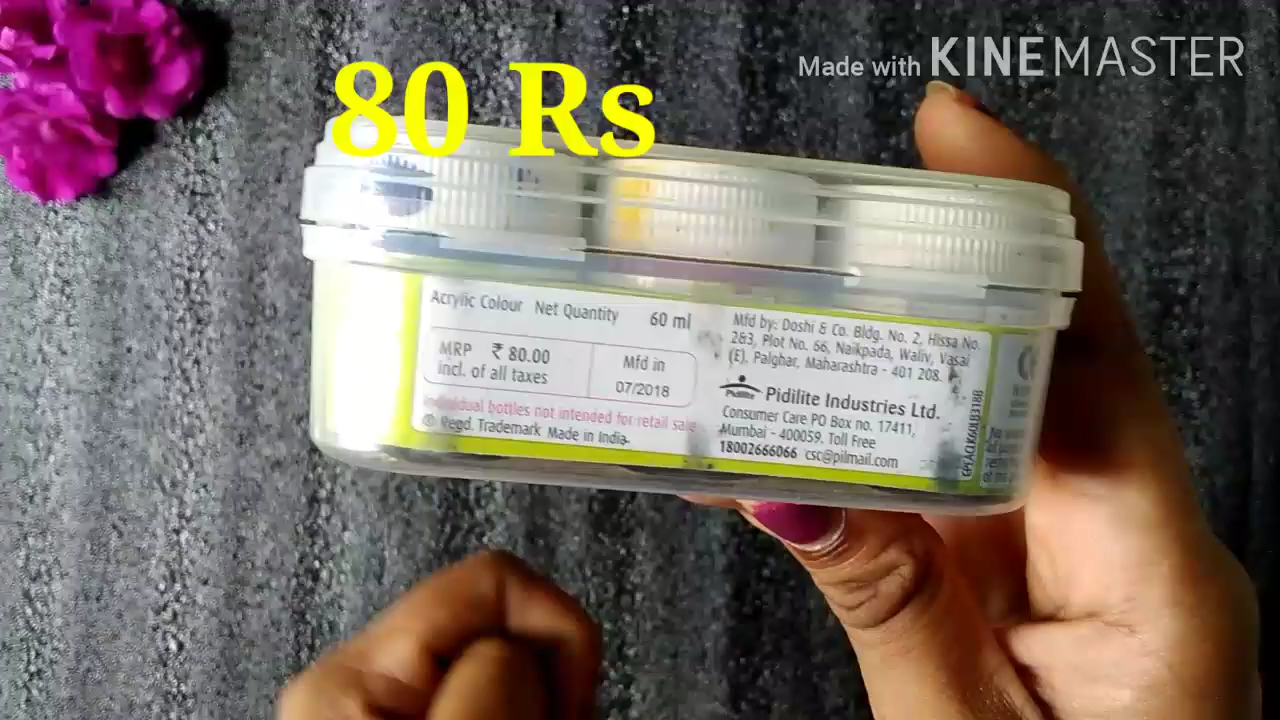 80 Rs
Made with KINEMASTER
Acrylic Colour Net Quantity 60 ml
MRP ₹ 80.00
incl. of all taxes
Mfd in
07/2018
Individual bottles not intended for retail sale
® Regd. Trademark Made in India.
Mfd by: Doshi & Co. Bldg. No. 2, Hissa No.
2&3, Plot No. 66, Naikpada, Waliv, Vasai
(E), Palghar, Maharashtra - 401 208.
Pidilite
Pidilite Industries Ltd.
Consumer Care PO Box no. 17411,
Mumbai - 400059. Toll Free
18002666066 csc@pilmail.com